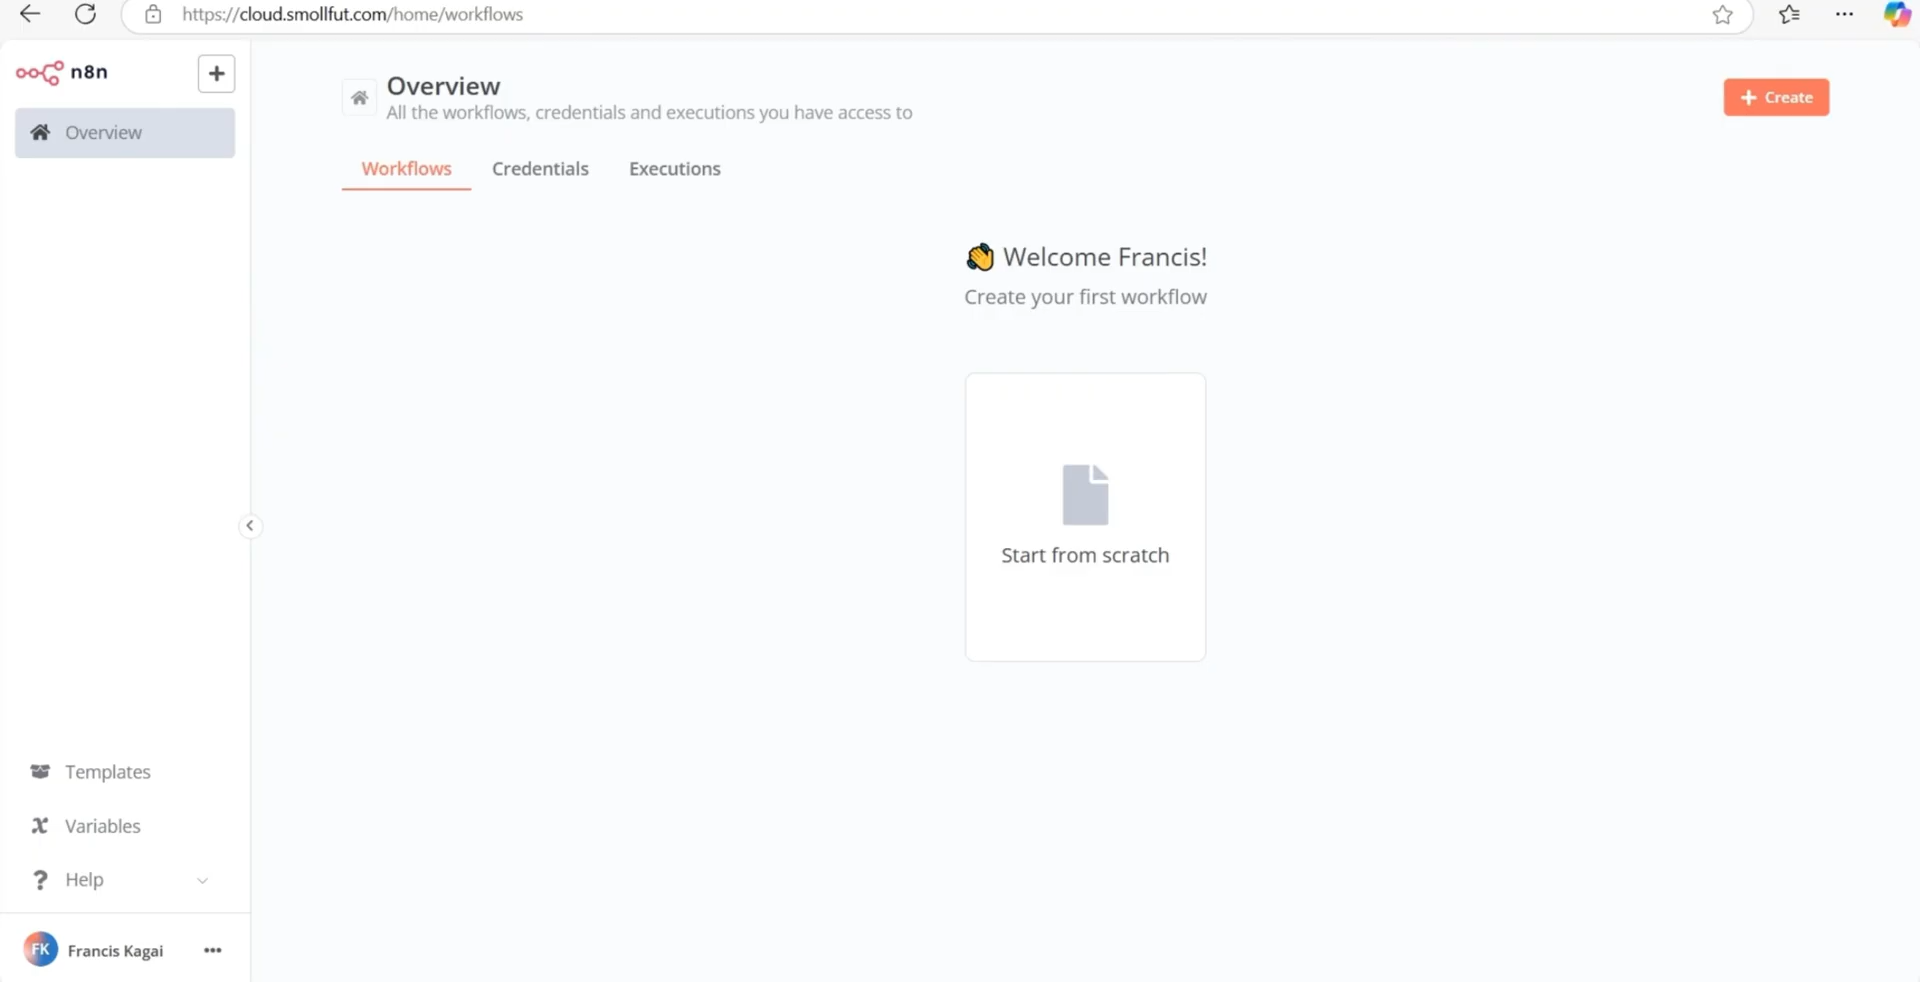 https://cloud.smollfut.com/home/workflows
n8n
Overview
Overview
All the workflows, credentials and executions you have access to
Create
Workflows
Credentials
Executions
Welcome Francis!
Create your first workflow
Start from scratch
Templates
Variables
Help
FK
Francis Kagai